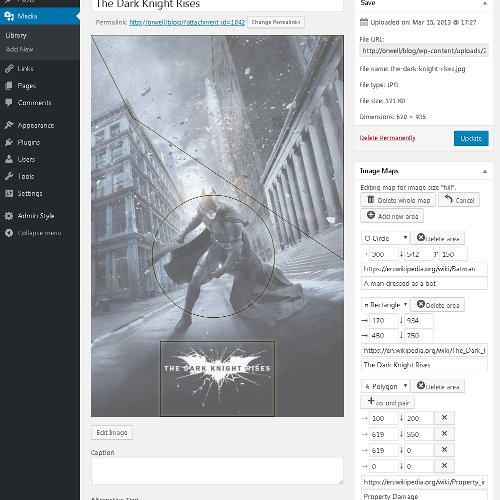 The Dark Knight Rises
Permalink: http://orwell/blog/?attachment_id=1042 Change Permalinks
Media
Library
Add New
Links
Pages
Comments
Appearance
Plugins
Users
Tools
Settings
Admin Style
Collapse menu
THE DARK KNIGHT RISES
Edit Image
Caption
Save
Uploaded on: Mar 15, 2013 @ 17:27
File URL:
http://orwell/blog/wp-content/uploads/2
File name: the-dark-knight-rises.jpg
File type: JPG
File size: 121 KB
Dimensions: 620 × 935
Delete Permanently Update
Image Maps
Editing map for image size "full".
Delete whole map Cancel
Add new area
Circle Delete area
→ 300 ↓ 542 r 150
https://en.wikipedia.org/wiki/Batman
A man dressed as a bat
Rectangle Delete area
→ 170 ↓ 934
→ 450 ↓ 750
https://en.wikipedia.org/wiki/The_Dark_
The Dark Knight Rises
Polygon Delete area
co-ord pair
→ 100 ↓ 200
→ 619 ↓ 550
→ 619 ↓ 0
→ 0 ↓ 0
https://en.wikipedia.org/wiki/Property_
Property Damage